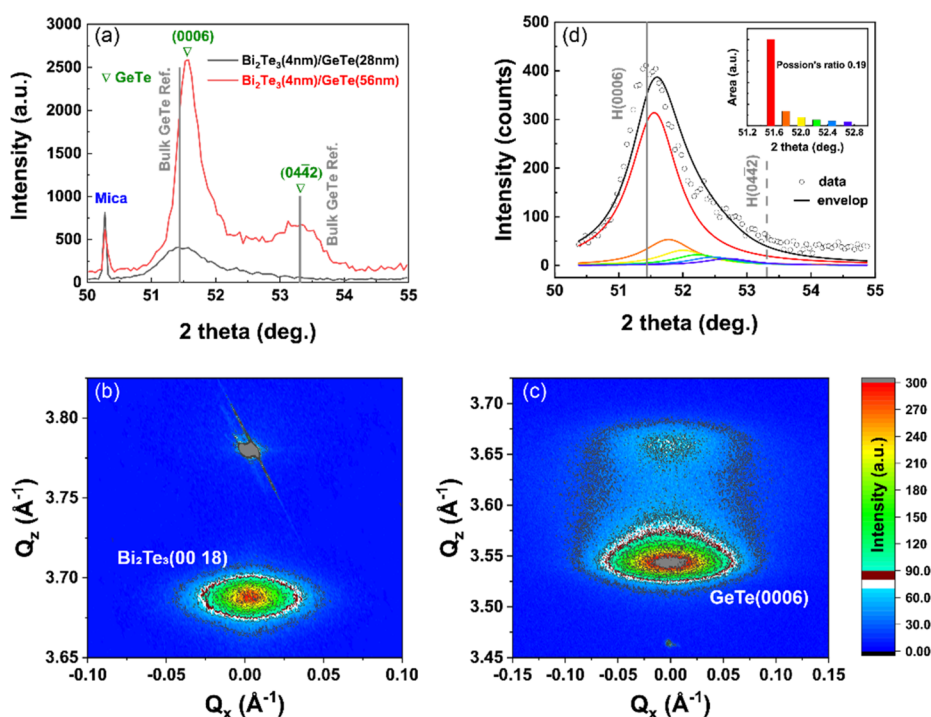 (a)
3000
2500
2000
1500
1000
500
0
50
51
52
53
54
55
Intensity (a.u.)
2 theta (deg.)
(0006)
▽
Bi₂Te₃(4nm)/GeTe(28nm)
Bi₂Te₃(4nm)/GeTe(56nm)
▽ GeTe
Bulk GeTe Ref.
Mica
(044̄2)
▽
Bulk GeTe Ref.
(d)
500
400
300
200
100
0
50
51
52
53
54
55
Intensity (counts)
2 theta (deg.)
H(0006)
H(044̄2)
Possion's ratio 0.19
Area (a.u.)
51.2
51.6
52.0
52.4
52.8
2 theta (deg.)
data
envelop
(b)
3.80
3.75
3.70
3.65
-0.10
-0.05
0.00
0.05
0.10
Qz (Å⁻¹)
Qx (Å⁻¹)
Bi₂Te₃(00 18)
(c)
3.70
3.65
3.60
3.55
3.50
3.45
-0.15
-0.10
-0.05
0.00
0.05
0.10
0.15
Qz (Å⁻¹)
Qx (Å⁻¹)
GeTe(0006)
300
270
240
210
180
150
120
90.0
60.0
30.0
0.00
Intensity (a.u.)